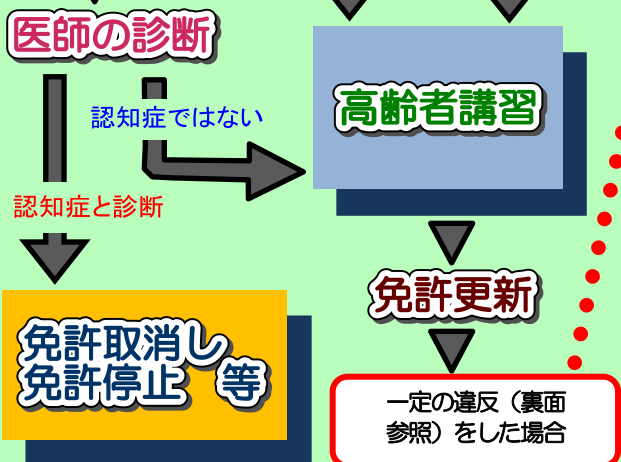 医師の診断
認知症ではない
高齢者講習
認知症と診断
免許更新
免許取消し
免許停止 等
一定の違反（裏面
参照）をした場合